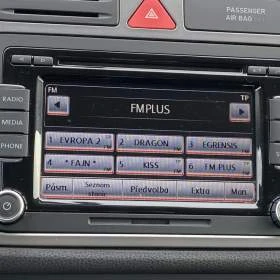 PASSENGER
AIR BAG
RADIO
MEDIA
PHONE
FM
TP
FMPLUS
1 EVROPA 2
2 DRAGON
3 EGRENSIS
4 * FAJN *
5 KISS
6 FM PLUS
Pásm.
Seznam stanic
Předvolba
Extra
Man.